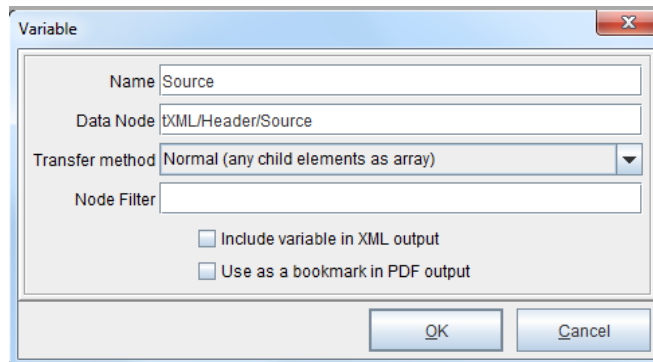 Variable
Name Source
Data Node tXML/Header/Source
Transfer method Normal (any child elements as array)
Node Filter
Include variable in XML output
Use as a bookmark in PDF output
OK Cancel